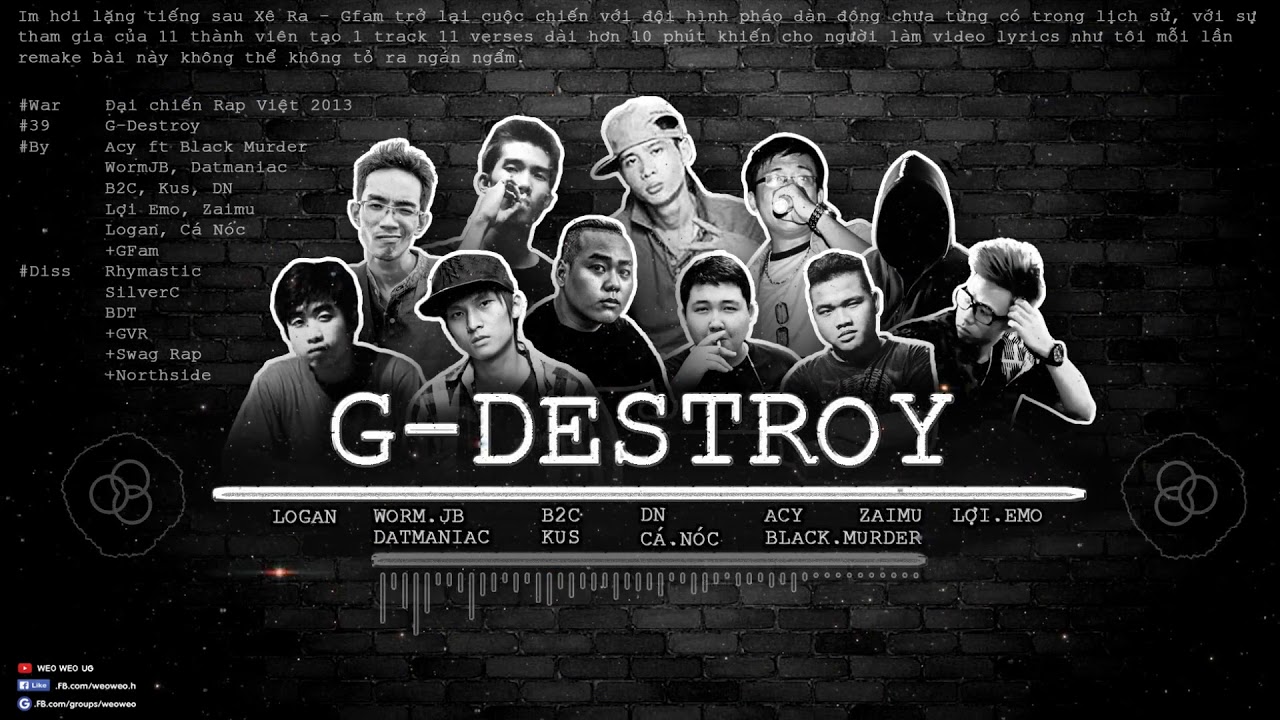 Im hơi lặng tiếng sau Xê Ra - Gfam trở lại cuộc chiến với đội hình pháo dàn đồng chưa từng có trong lịch sử, với sự
tham gia của 11 thành viên tạo 1 track 11 verses dài hơn 10 phút khiến cho người làm video lyrics như tôi mỗi lần
remake bài này không thể không tỏ ra ngán ngẩm.
#War Đại chiến Rap Việt 2013
#39 G-Destroy
#By Acy ft Black Murder
WormJB, Datmaniac
B2C, Kus, DN
Lợi Emo, Zaimu
Logan, Cá Nóc
+GFam
#Diss Rhymastic
SilverC
BDT
+GVR
+Swag Rap
+Northside
G-DESTROY
LOGAN WORM.JB B2C DN ACY ZAIMU LỢI.EMO
DATMANIAC KUS CÁ.NÓC BLACK.MURDER
WEO WEO UG
Like .FB.com/weoweo.h
G .FB.com/groups/weoweo